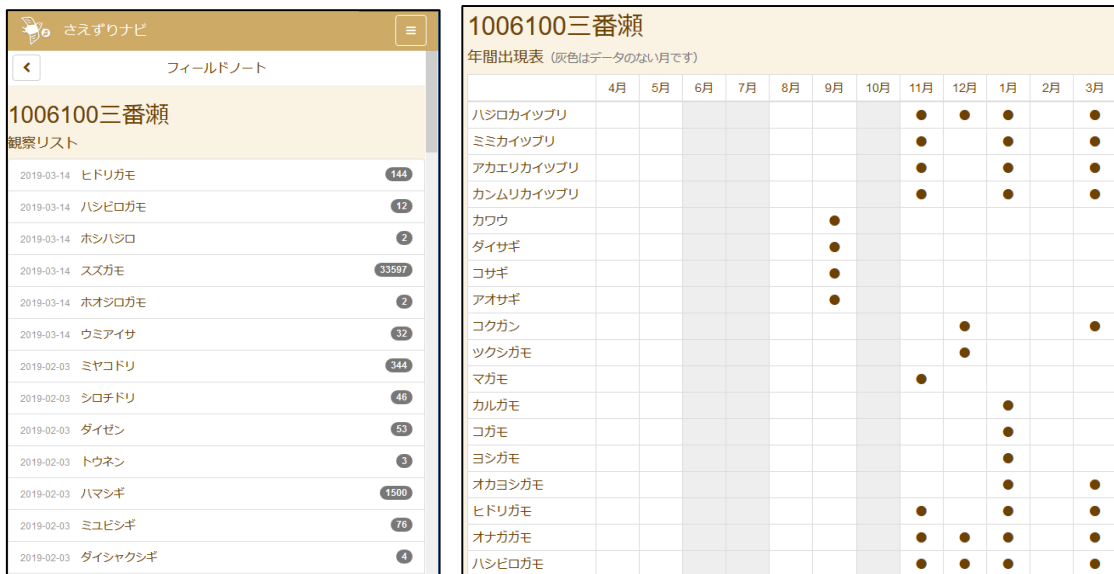 さえずりナビ
フィールドノート
1006100三番瀬
観察リスト
2019-03-14 ヒドリガモ 144
2019-03-14 ハシビロガモ 12
2019-03-14 ホシハジロ 2
2019-03-14 スズガモ 33597
2019-03-14 ホオジロガモ 2
2019-03-14 ウミアイサ 32
2019-02-03 ミヤコドリ 344
2019-02-03 シロチドリ 46
2019-02-03 ダイゼン 53
2019-02-03 トウネン 3
2019-02-03 ハマシギ 1500
2019-02-03 ミユビシギ 76
2019-02-03 ダイシャクシギ 4
1006100三番瀬
年間出現表（灰色はデータのない月です）
4月 5月 6月 7月 8月 9月 10月 11月 12月 1月 2月 3月
ハジロカイツブリ
ミミカイツブリ
アカエリカイツブリ
カンムリカイツブリ
カワウ
ダイサギ
コサギ
アオサギ
コクガン
ツクシガモ
マガモ
カルガモ
コガモ
ヨシガモ
オカヨシガモ
ヒドリガモ
オナガガモ
ハシビロガモ